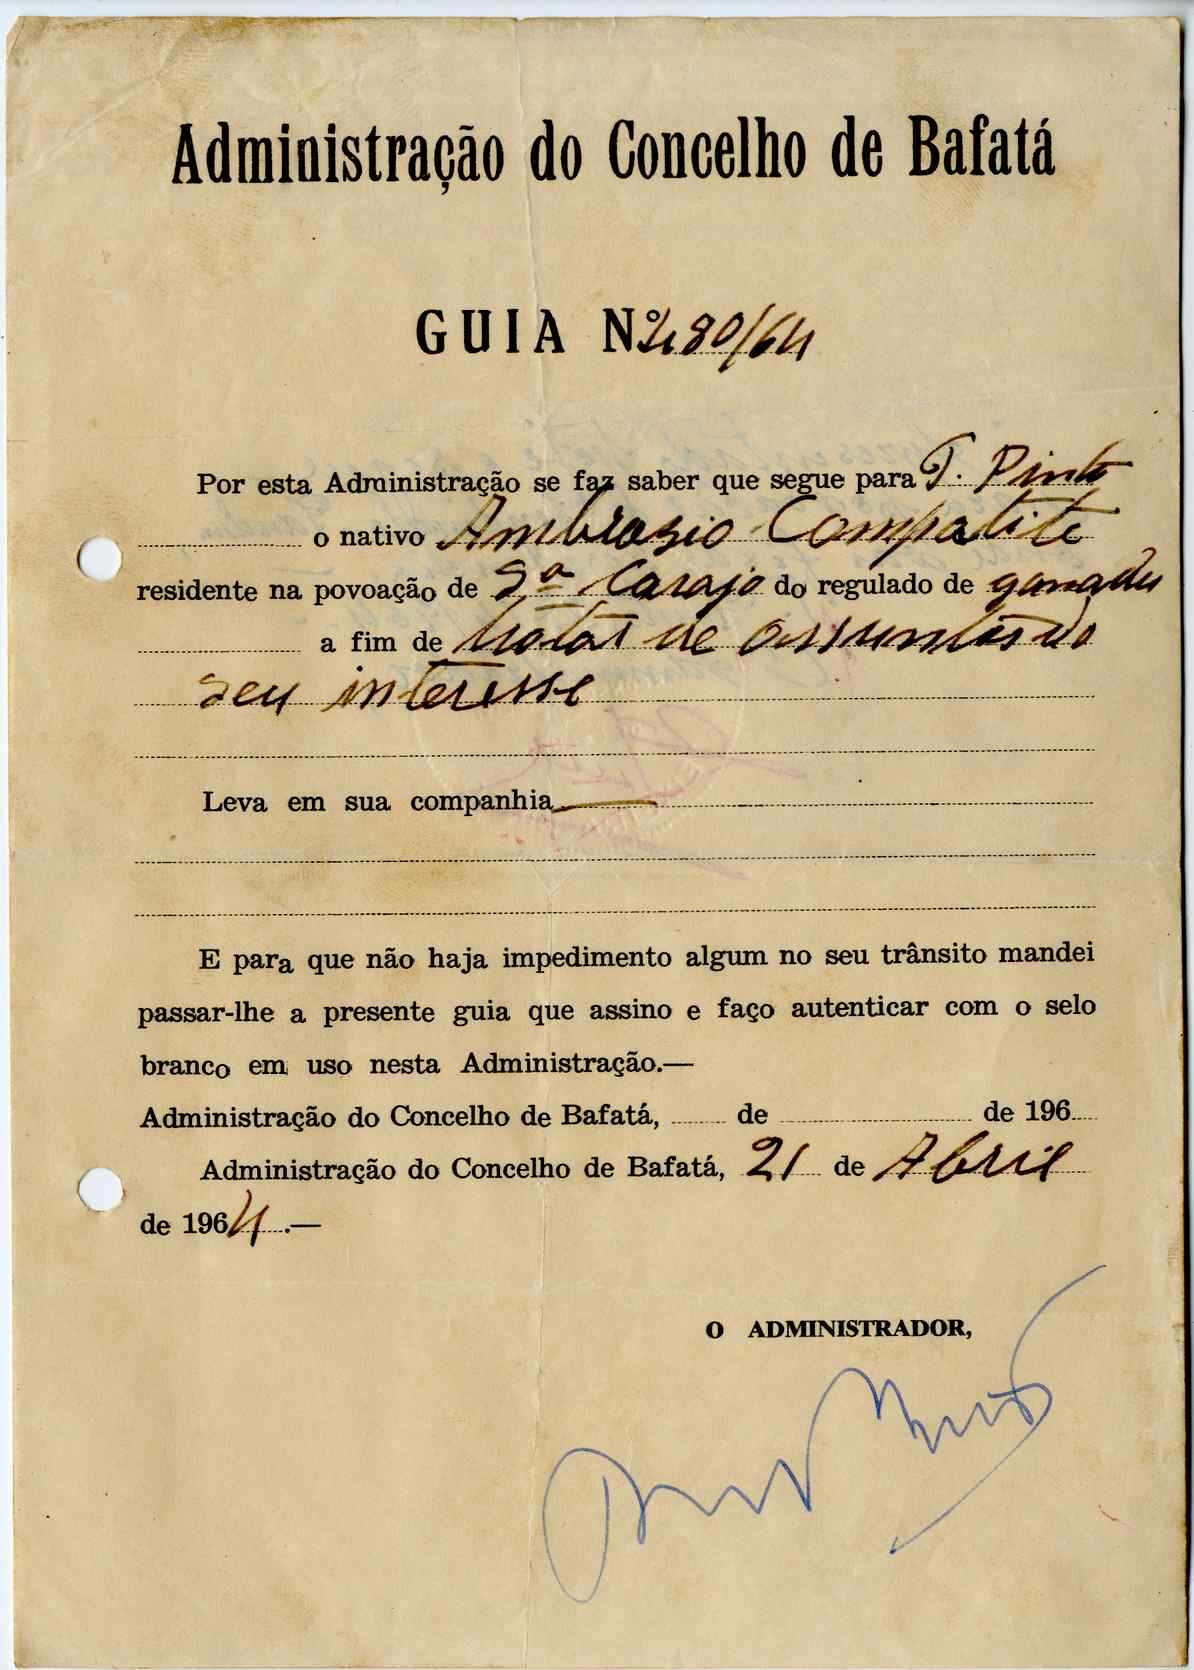 Administração do Concelho de Bafatá
GUIA Nº 480/64
Por esta Administração se faz saber que segue para T. Pinto
o nativo Ambrosio Compatite
residente na povoação de Sª Carajo do regulado de ganadu
a fim de tratar de assuntos do
seu interesse
Leva em sua companhia
E para que não haja impedimento algum no seu trânsito mandei
passar-lhe a presente guia que assino e faço autenticar com o selo
branco em uso nesta Administração.—
Administração do Concelho de Bafatá, de de 196
Administração do Concelho de Bafatá, 21 de Abril
de 1964.—
O ADMINISTRADOR,